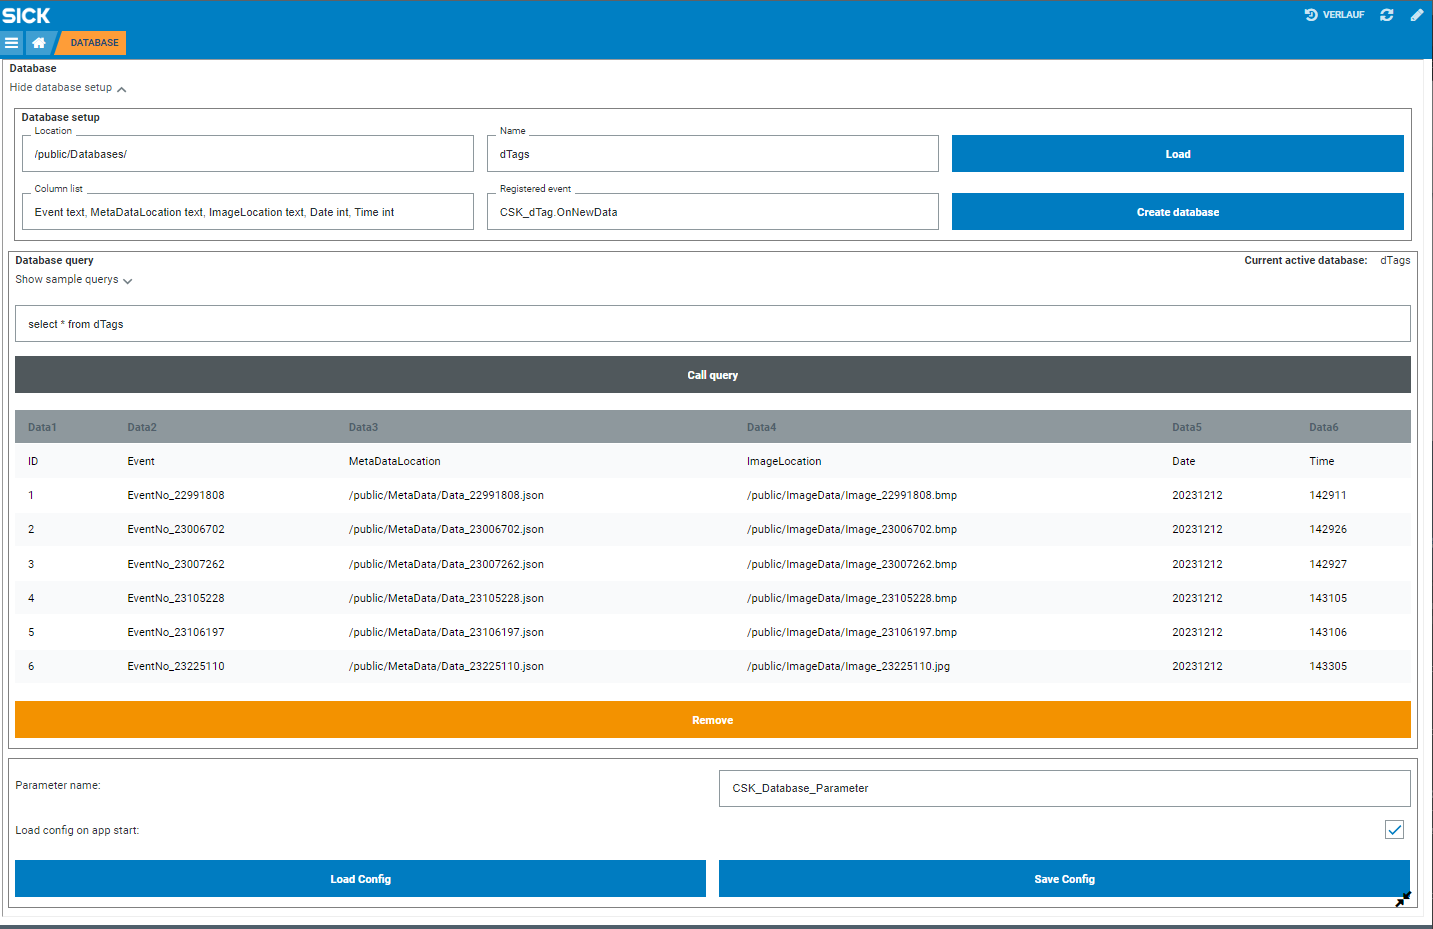 SICK
VERLAUF
DATABASE
Database
Hide database setup
Database setup
Location
/public/Databases/
Name
dTags
Load
Column list
Event text, MetaDataLocation text, ImageLocation text, Date int, Time int
Registered event
CSK_dTag.OnNewData
Create database
Database query
Current active database: dTags
Show sample querys
select * from dTags
Call query
Data1 Data2 Data3 Data4 Data5 Data6
ID Event MetaDataLocation ImageLocation Date Time
1 EventNo_22991808 /public/MetaData/Data_22991808.json /public/ImageData/Image_22991808.bmp 20231212 142911
2 EventNo_23006702 /public/MetaData/Data_23006702.json /public/ImageData/Image_23006702.bmp 20231212 142926
3 EventNo_23007262 /public/MetaData/Data_23007262.json /public/ImageData/Image_23007262.bmp 20231212 142927
4 EventNo_23105228 /public/MetaData/Data_23105228.json /public/ImageData/Image_23105228.bmp 20231212 143105
5 EventNo_23106197 /public/MetaData/Data_23106197.json /public/ImageData/Image_23106197.bmp 20231212 143106
6 EventNo_23225110 /public/MetaData/Data_23225110.json /public/ImageData/Image_23225110.jpg 20231212 143305
Remove
Parameter name: CSK_Database_Parameter
Load config on app start:
Load Config Save Config